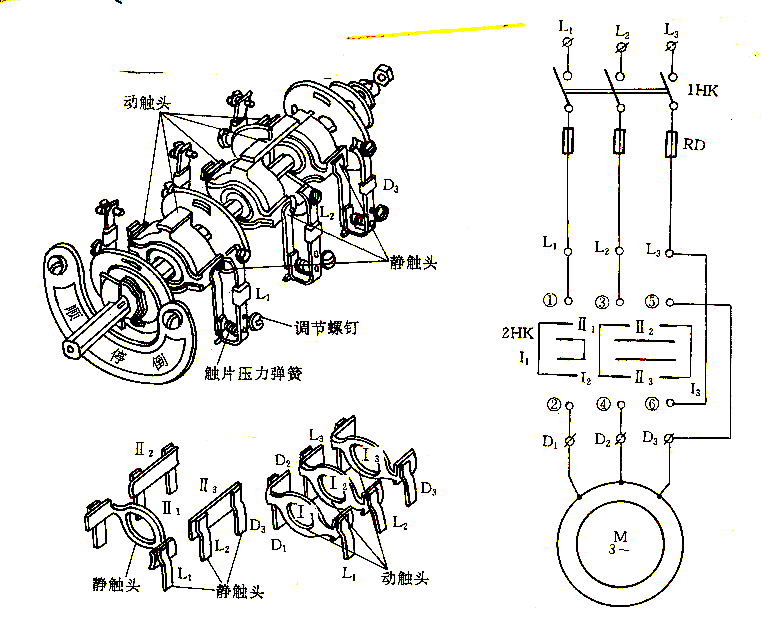 动触头
D3
L2
静触头
L1
调节螺钉
触片压力弹簧
顺
停
倒
II2
II1
II3
L1
L2
D3
静触头
静触头
L3
D2
I3
I2
I1
D1
D3
L2
L1
动触头
L1 L2 L3
1HK
RD
L1 L2 L3
① ③ ⑤
2HK
II1 II2
I1
I2 II3 I3
② ④ ⑥
D1 D2 D3
M
3~